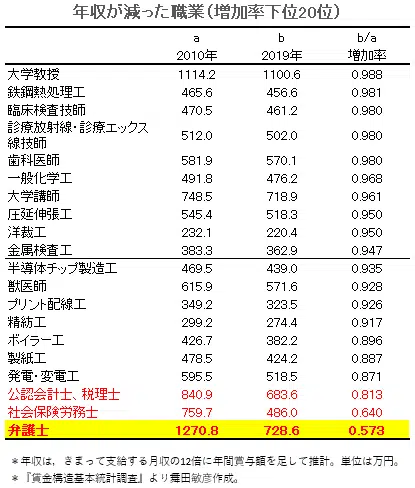 年収が減った職業（増加率下位20位）
a b b/a
2010年 2019年 増加率
大学教授 1114.2 1100.6 0.988
鉄鋼熱処理工 465.6 456.6 0.981
臨床検査技師 470.5 461.2 0.980
診療放射線・診療エックス
線技師 512.0 502.0 0.980
歯科医師 581.9 570.1 0.980
一般化学工 491.8 476.2 0.968
大学講師 748.5 718.9 0.961
圧延伸張工 545.4 518.3 0.950
洋裁工 232.1 220.4 0.950
金属検査工 383.3 362.9 0.947
半導体チップ製造工 469.5 439.0 0.935
獣医師 615.9 571.6 0.928
プリント配線工 349.2 323.5 0.926
精紡工 299.2 274.4 0.917
ボイラー工 426.7 382.2 0.896
製紙工 478.5 424.2 0.887
発電・変電工 595.5 518.5 0.871
公認会計士、税理士 840.9 683.6 0.813
社会保険労務士 759.7 486.0 0.640
弁護士 1270.8 728.6 0.573
＊年収は，きまって支給する月収の12倍に年間賞与額を足して推計。単位は万円。
＊『賃金構造基本統計調査』より舞田敏彦作成。